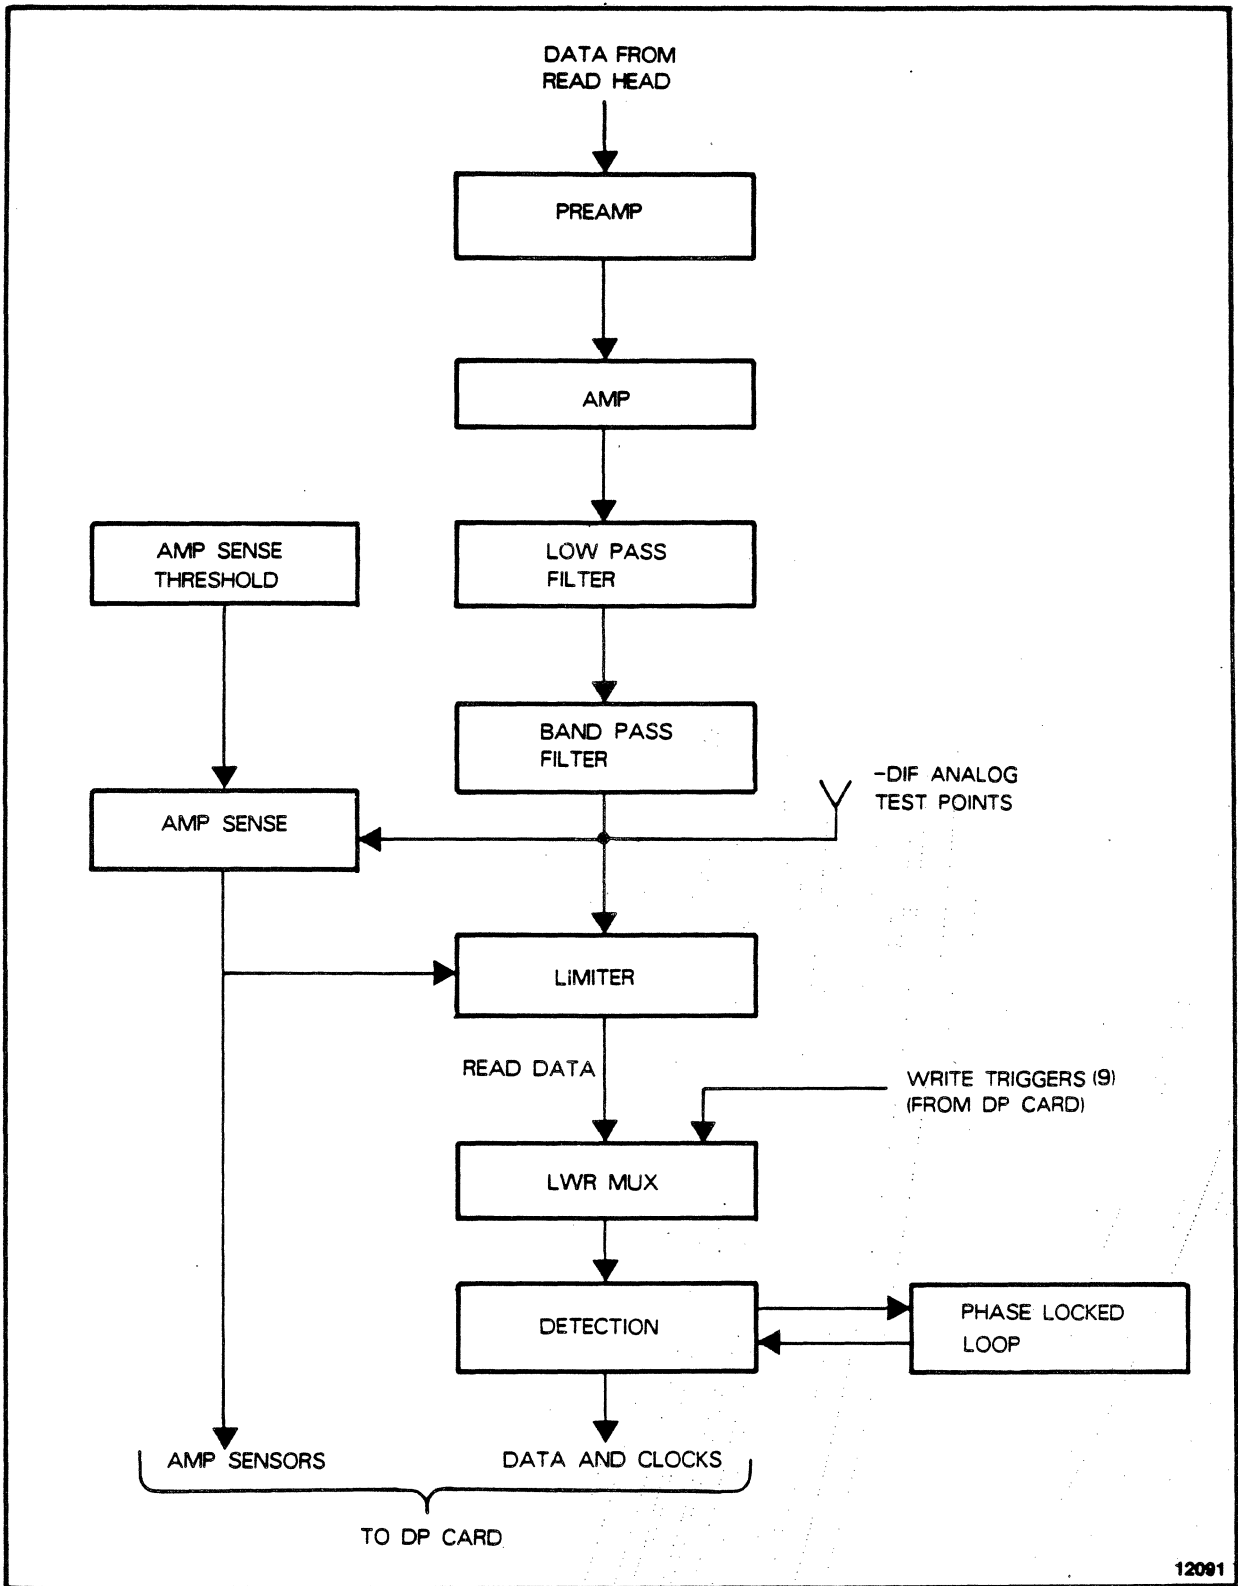 DATA FROM
READ HEAD
PREAMP
AMP
AMP SENSE
THRESHOLD
LOW PASS
FILTER
BAND PASS
FILTER
-DIF ANALOG
TEST POINTS
AMP SENSE
LIMITER
READ DATA
WRITE TRIGGERS (9)
(FROM DP CARD)
LWR MUX
DETECTION
PHASE LOCKED
LOOP
AMP SENSORS
DATA AND CLOCKS
TO DP CARD
12091